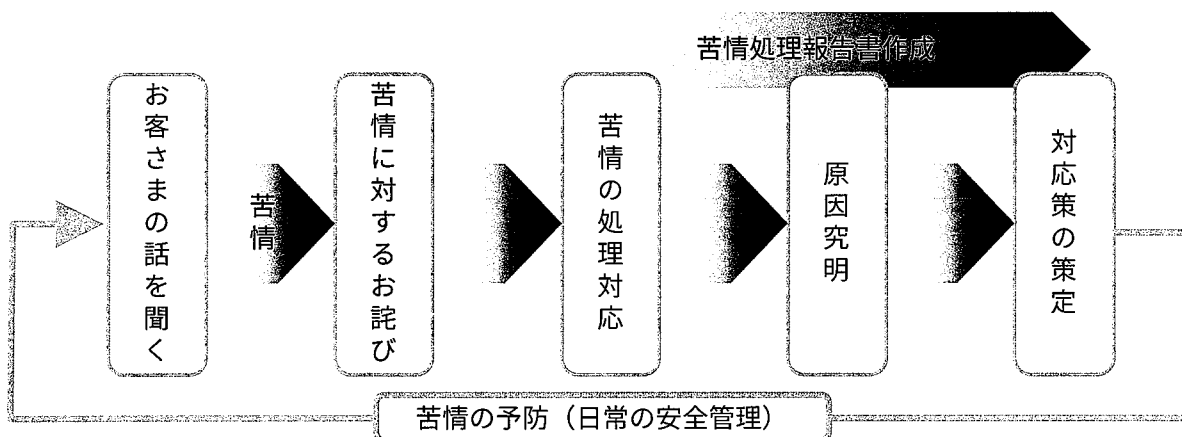 苦情処理報告書作成
お客さまの話を聞く
苦情
苦情に対するお詫び
苦情の処理対応
原因究明
対応策の策定
苦情の予防（日常の安全管理）